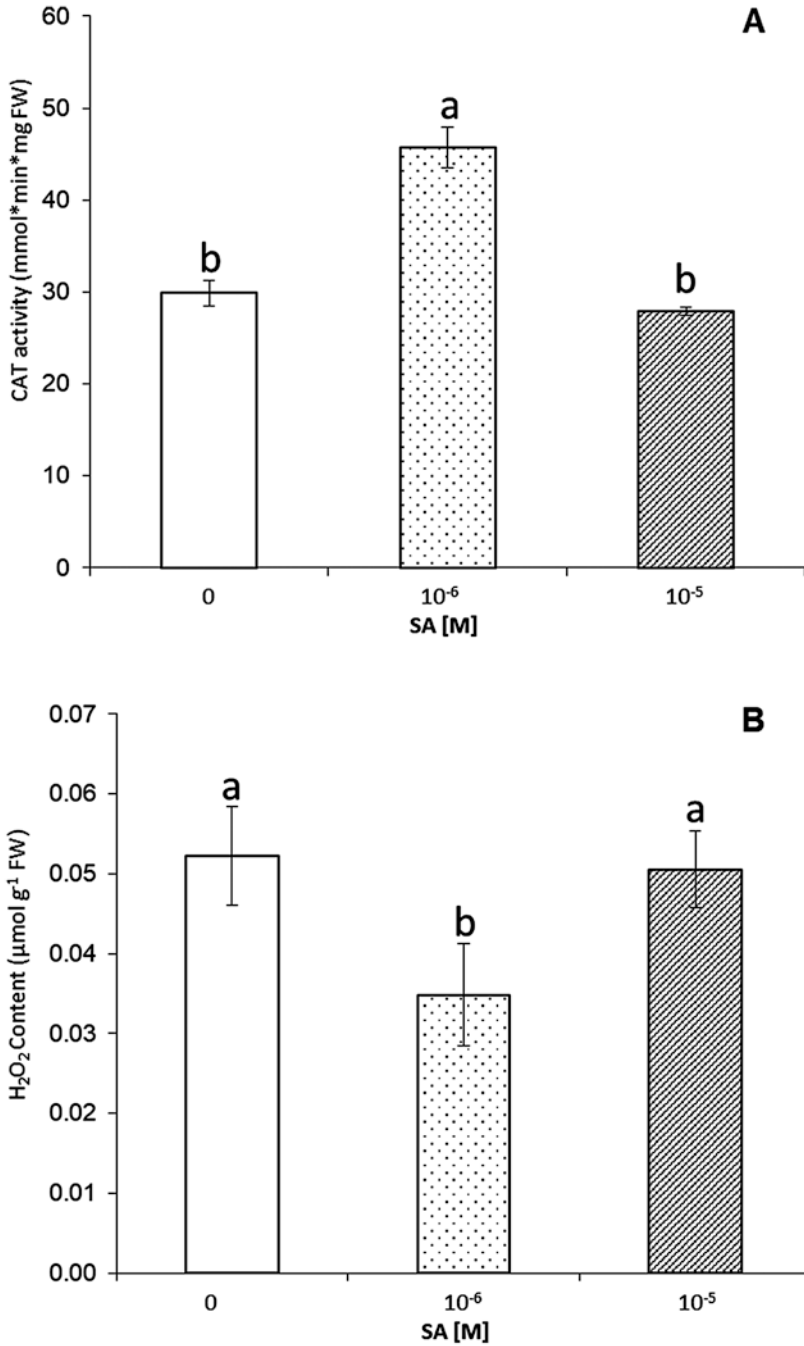 A
60
50
40
30
20
10
0
CAT activity (mmol*min*mg FW)
b
a
b
0 10⁻⁶ 10⁻⁵
SA [M]
B
0.07
0.06
0.05
0.04
0.03
0.02
0.01
0.00
H₂O₂ Content (µmol g⁻¹ FW)
a
b
a
0 10⁻⁶ 10⁻⁵
SA [M]